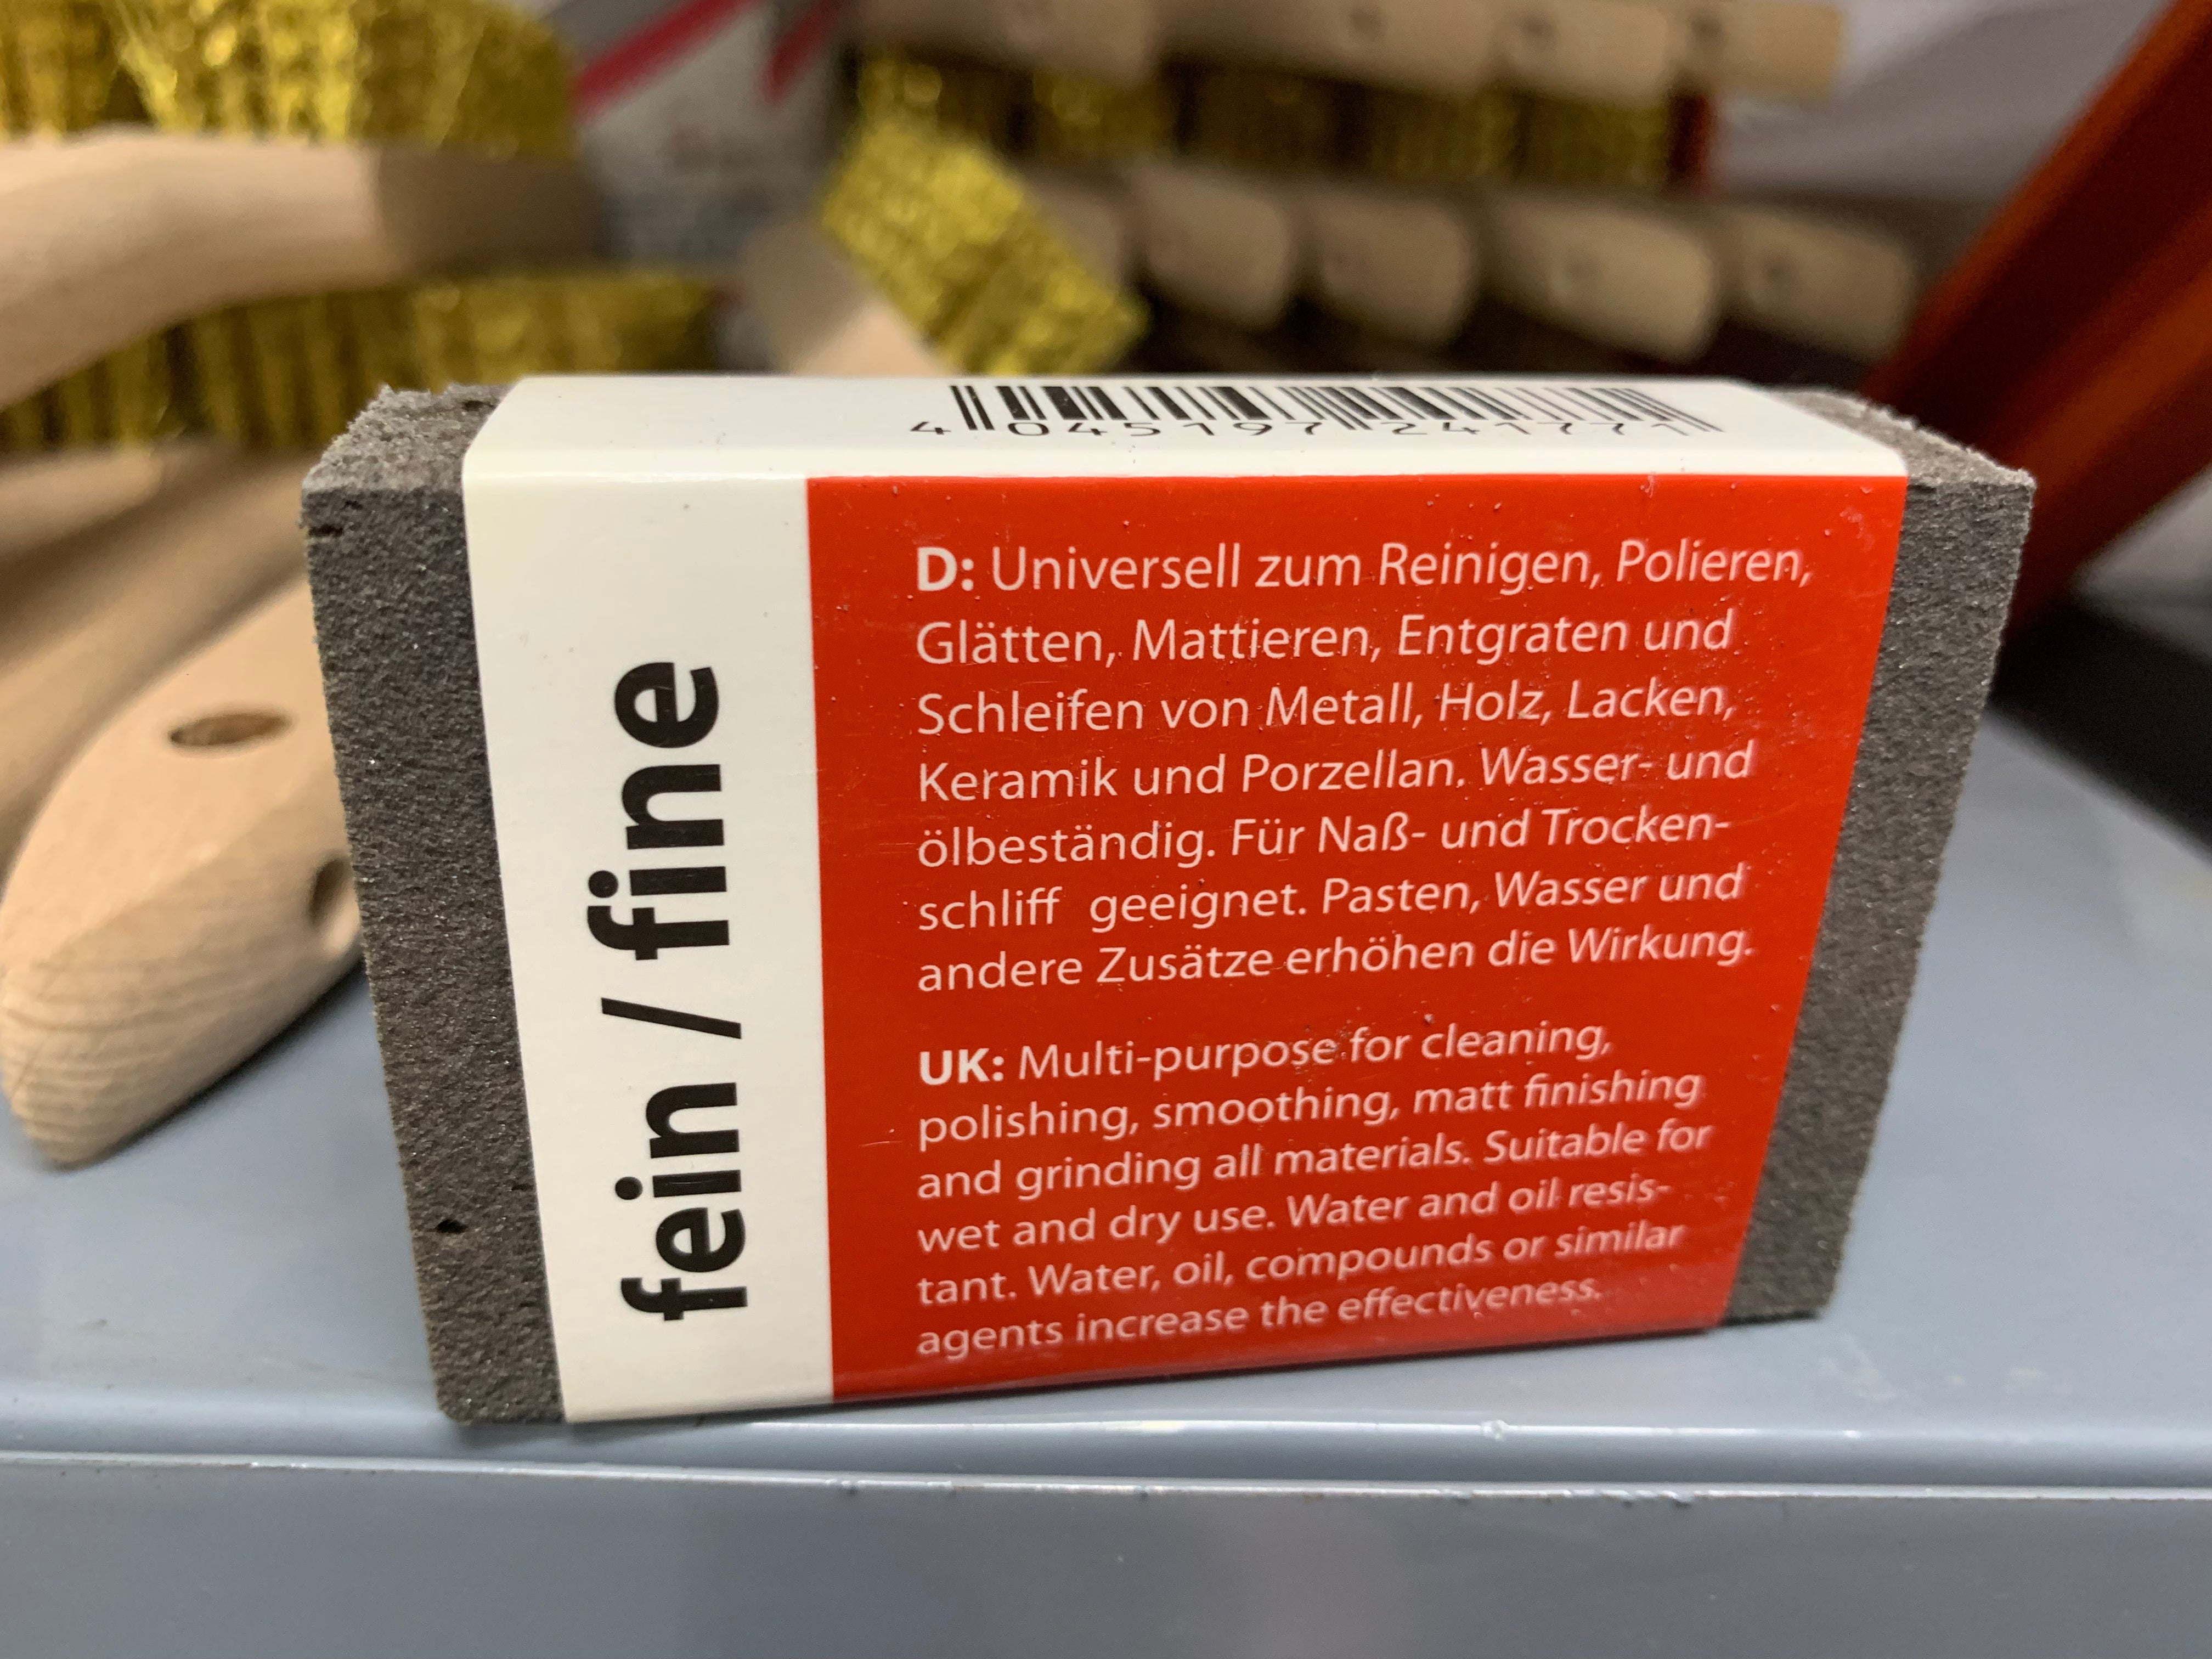 4 045197 241771
fein / fine
D: Universell zum Reinigen, Polieren,
Glätten, Mattieren, Entgraten und
Schleifen von Metall, Holz, Lacken,
Keramik und Porzellan. Wasser- und
ölbeständig. Für Naß- und Trocken-
schliff geeignet. Pasten, Wasser und
andere Zusätze erhöhen die Wirkung.
UK: Multi-purpose for cleaning,
polishing, smoothing, matt finishing
and grinding all materials. Suitable for
wet and dry use. Water and oil resis-
tant. Water, oil, compounds or similar
agents increase the effectiveness.